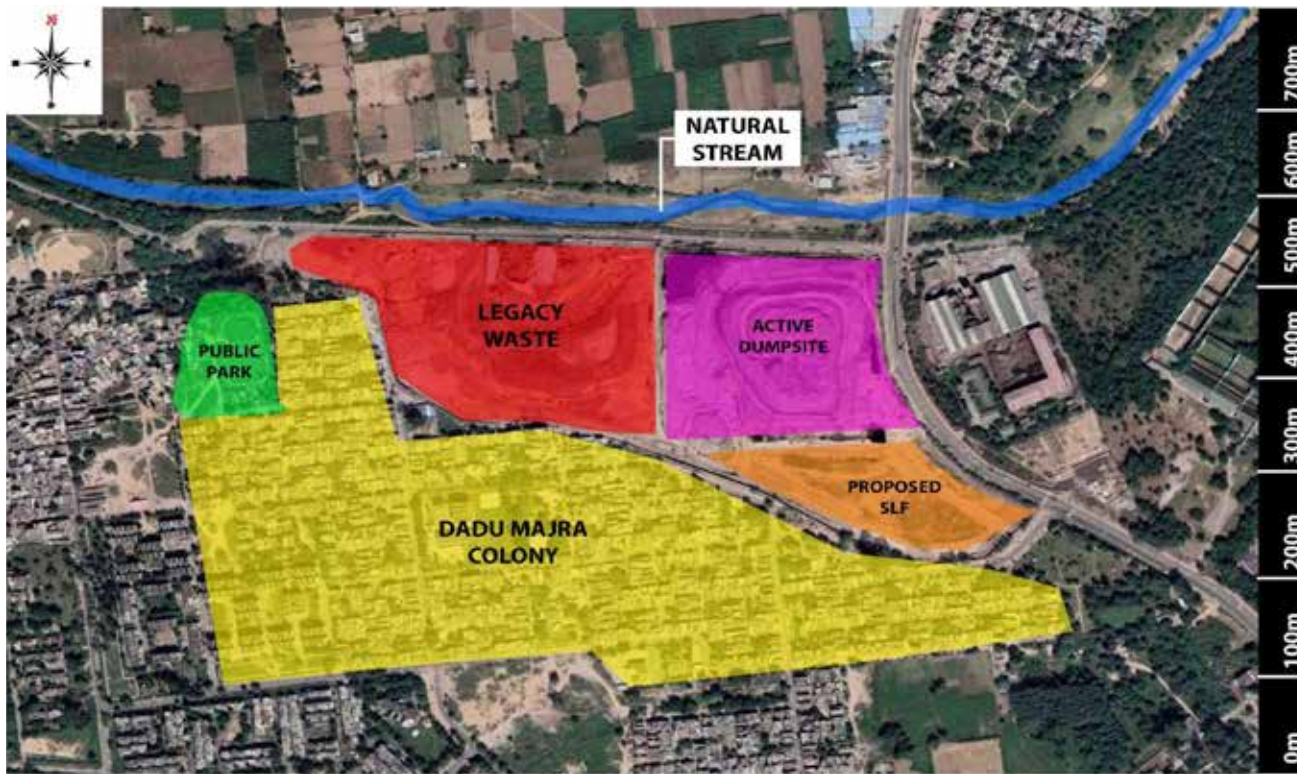 NATURAL
STREAM
LEGACY
WASTE
ACTIVE
DUMPSITE
PUBLIC
PARK
PROPOSED
SLF
DADU MAJRA
COLONY
700m
600m
500m
400m
300m
200m
100m
0m